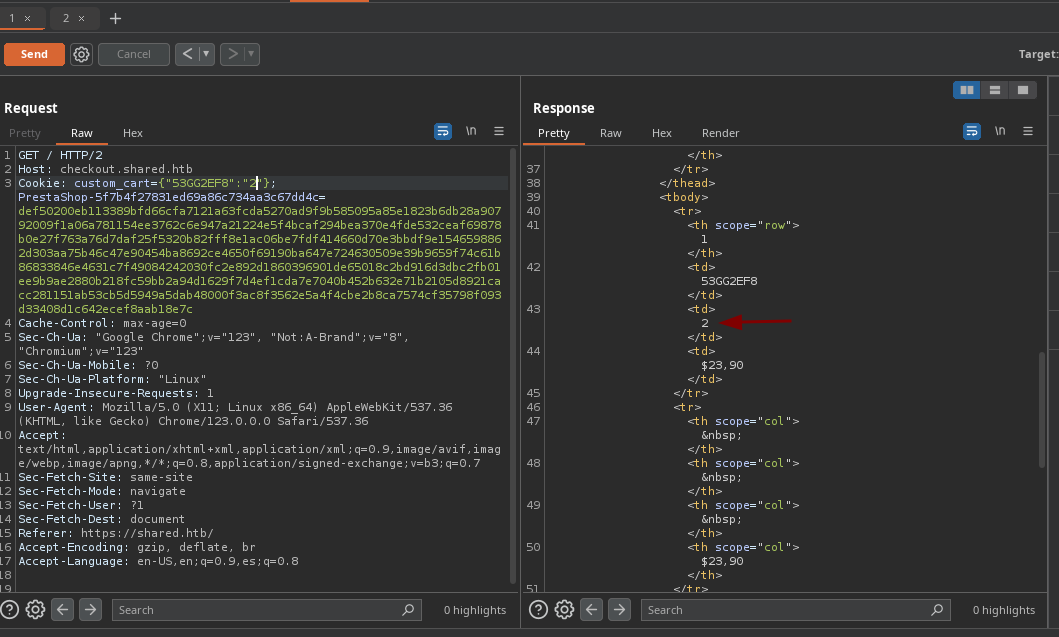 1 × 2 × +
Send Cancel < ▾ > ▾ Target:
Request
Pretty Raw Hex \n
1 GET / HTTP/2
2 Host: checkout.shared.htb
3 Cookie: custom_cart={"53GG2EF8":"2"};
PrestaShop-5f7b4f27831ed69a86c734aa3c67dd4c=
def50200eb113389bfd66cfa7121a63fcda5270ad9f9b585095a85e1823b6db28a907
92009f1a06a781154ee3762c6e947a21224e5f4bcaf294bea370e4fde532ceaf69878
b0e27f763a76d7daf25f5320b82fff8e1ac06be7fdf414660d70e3bbdf9e154659886
2d303aa75b46c47e90454ba8692ce4650f69190ba647e724630509e39b9659f74c61b
86833846e4631c7f49084242030fc2e892d1860396901de65018c2bd916d3dbc2fb01
ee9b9ae2880b218fc59bb2a94d1629f7d4ef1cda7e7040b452b632e71b2105d8921ca
cc281151ab53cb5d5949a5dab48000f3ac8f3562e5a4f4cbe2b8ca7574cf35798f093
d33408d1c642ecef8aab18e7c
4 Cache-Control: max-age=0
5 Sec-Ch-Ua: "Google Chrome";v="123", "Not:A-Brand";v="8",
"Chromium";v="123"
6 Sec-Ch-Ua-Mobile: ?0
7 Sec-Ch-Ua-Platform: "Linux"
8 Upgrade-Insecure-Requests: 1
9 User-Agent: Mozilla/5.0 (X11; Linux x86_64) AppleWebKit/537.36
(KHTML, like Gecko) Chrome/123.0.0.0 Safari/537.36
10 Accept:
text/html,application/xhtml+xml,application/xml;q=0.9,image/avif,imag
e/webp,image/apng,*/*;q=0.8,application/signed-exchange;v=b3;q=0.7
11 Sec-Fetch-Site: same-site
12 Sec-Fetch-Mode: navigate
13 Sec-Fetch-User: ?1
14 Sec-Fetch-Dest: document
15 Referer: https://shared.htb/
16 Accept-Encoding: gzip, deflate, br
17 Accept-Language: en-US,en;q=0.9,es;q=0.8
18
19
Search 0 highlights
Response
Pretty Raw Hex Render \n
</th>
37 </tr>
38 </thead>
39 <tbody>
40 <tr>
41 <th scope="row">
1
</th>
42 <td>
53GG2EF8
</td>
43 <td>
2
</td>
44 <td>
$23,90
</td>
45 </tr>
46 <tr>
47 <th scope="col">
&nbsp;
</th>
48 <th scope="col">
&nbsp;
</th>
49 <th scope="col">
&nbsp;
</th>
50 <th scope="col">
$23,90
</th>
51 </tr>
Search 0 highlights